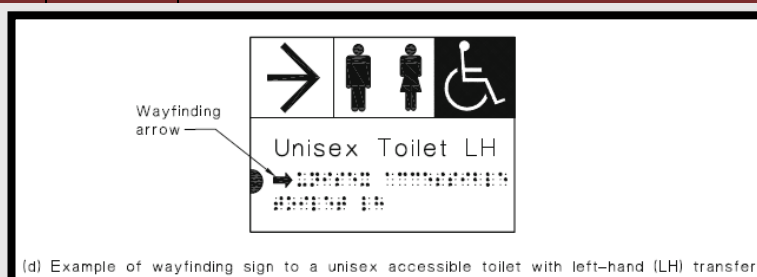 Wayfinding
arrow
Unisex Toilet LH
(d) Example of wayfinding sign to a unisex accessible toilet with left-hand (LH) transfer